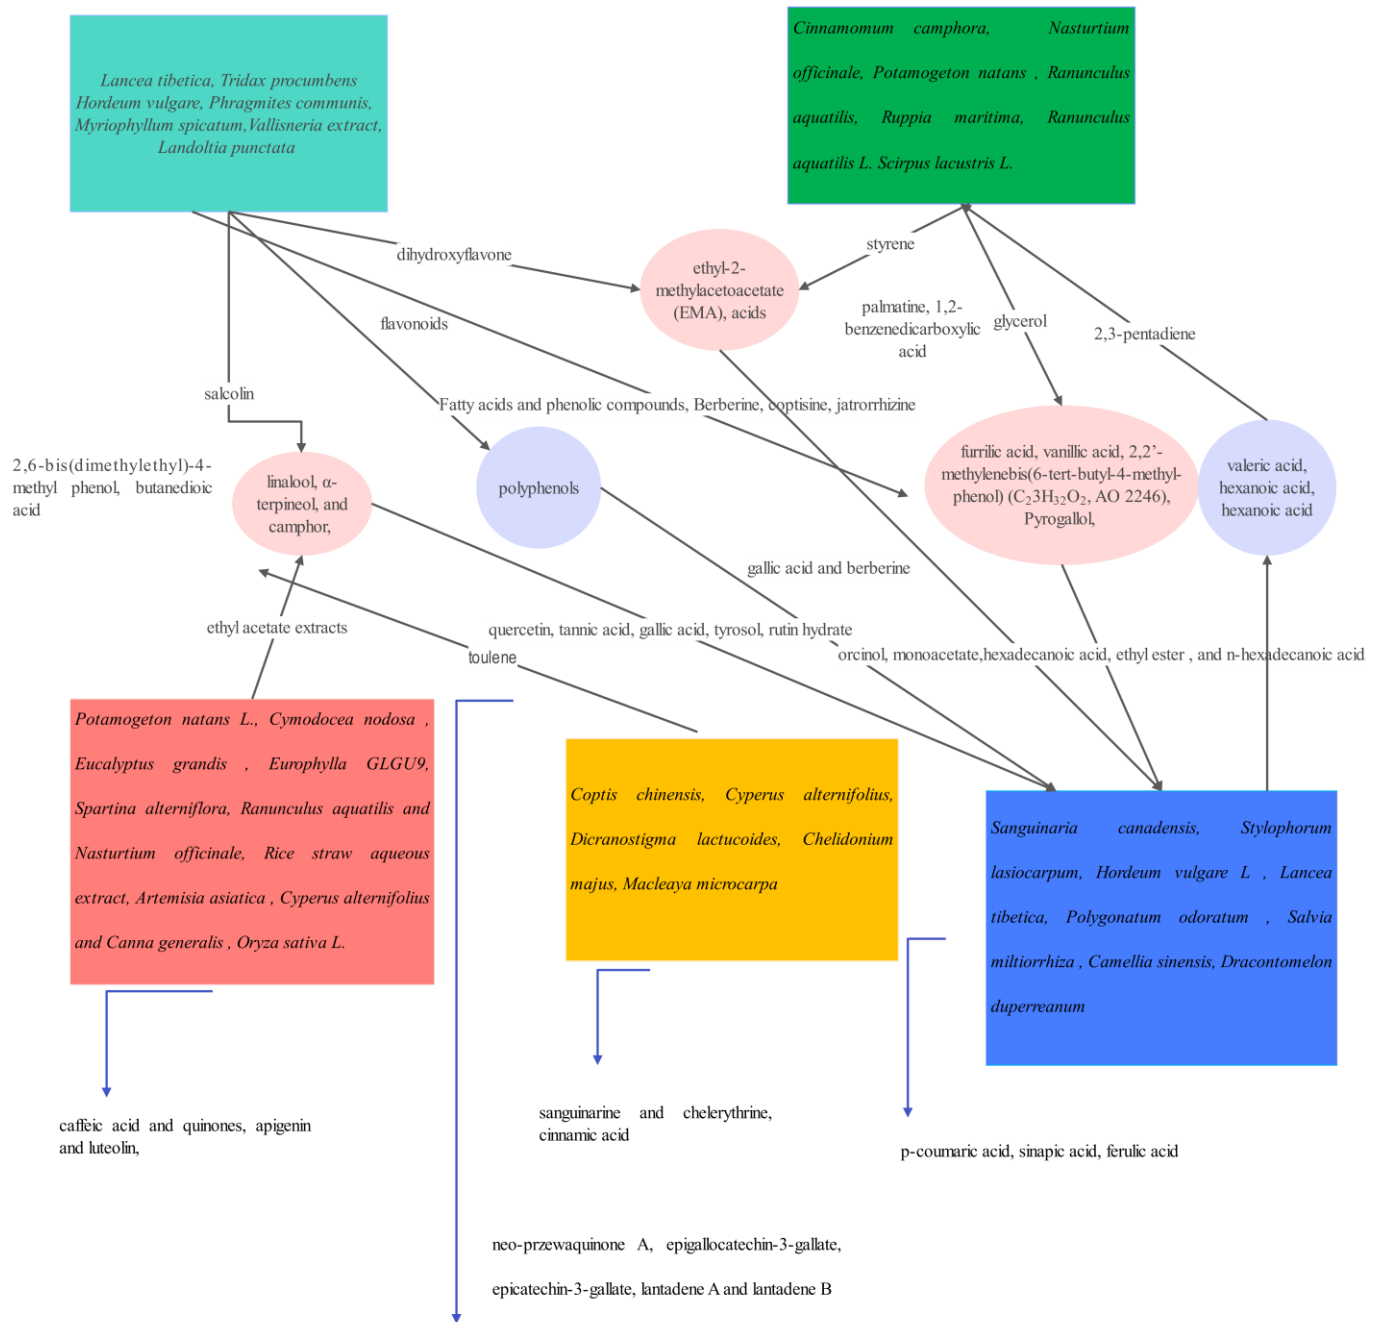 Lancea tibetica, Tridax procumbens
Hordeum vulgare, Phragmites communis,
Myriophyllum spicatum,Vallisneria extract,
Landoltia punctata
Cinnamomum camphora, Nasturtium
officinale, Potamogeton natans , Ranunculus
aquatilis, Ruppia maritima, Ranunculus
aquatilis L. Scirpus lacustris L.
dihydroxyflavone
ethyl-2-
methylacetoacetate
(EMA), acids
styrene
palmatine, 1,2-
benzenedicarboxylic
acid
glycerol
2,3-pentadiene
flavonoids
salcolin
Fatty acids and phenolic compounds, Berberine, coptisine, jatrorrhizine
2,6-bis(dimethylethyl)-4-
methyl phenol, butanedioic
acid
linalool, α-
terpineol, and
camphor,
polyphenols
furrilic acid, vanillic acid, 2,2’-
methylenebis(6-tert-butyl-4-methyl-
phenol) (C₂3H₃₂O₂, AO 2246),
Pyrogallol,
valeric acid,
hexanoic acid,
hexanoic acid
gallic acid and berberine
ethyl acetate extracts
quercetin, tannic acid, gallic acid, tyrosol, rutin hydrate
toulene
orcinol, monoacetate,hexadecanoic acid, ethyl ester , and n-hexadecanoic acid
Potamogeton natans L., Cymodocea nodosa ,
Eucalyptus grandis , Europhylla GLGU9,
Spartina alterniflora, Ranunculus aquatilis and
Nasturtium officinale, Rice straw aqueous
extract, Artemisia asiatica , Cyperus alternifolius
and Canna generalis , Oryza sativa L.
Coptis chinensis, Cyperus alternifolius,
Dicranostigma lactucoides, Chelidonium
majus, Macleaya microcarpa
Sanguinaria canadensis, Stylophorum
lasiocarpum, Hordeum vulgare L , Lancea
tibetica, Polygonatum odoratum , Salvia
miltiorrhiza , Camellia sinensis, Dracontomelon
duperreanum
caffeic acid and quinones, apigenin
and luteolin,
sanguinarine and chelerythrine,
cinnamic acid
p-coumaric acid, sinapic acid, ferulic acid
neo-przewaquinone A, epigallocatechin-3-gallate,
epicatechin-3-gallate, lantadene A and lantadene B